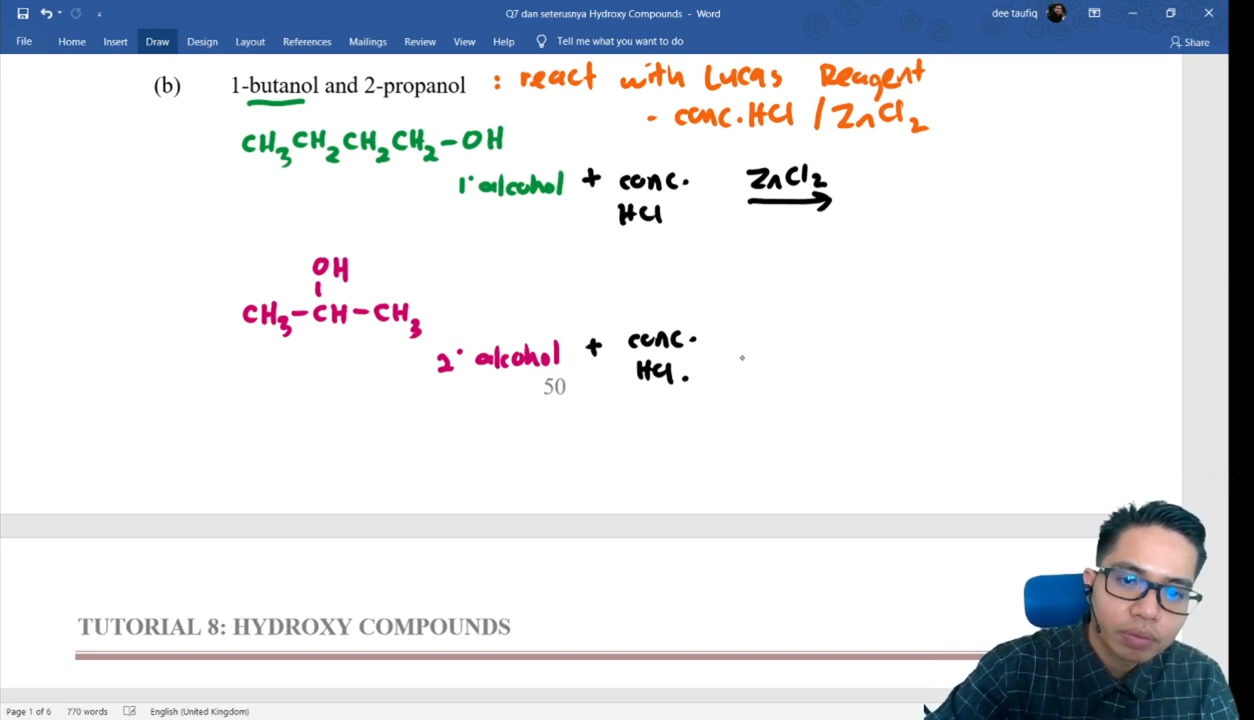 Q7 dan seterusnya Hydroxy Compounds - Word
dee taufiq
File Home Insert Draw Design Layout References Mailings Review View Help Tell me what you want to do Share
(b) 1-butanol and 2-propanol : react with Lucas Reagent
- conc.HCl / ZnCl2
CH3CH2CH2CH2-OH
1° alcohol + conc. HCl ZnCl2
OH
CH3-CH-CH3
2° alcohol + conc. HCl.
50
TUTORIAL 8: HYDROXY COMPOUNDS
Page 1 of 6 770 words English (United Kingdom)